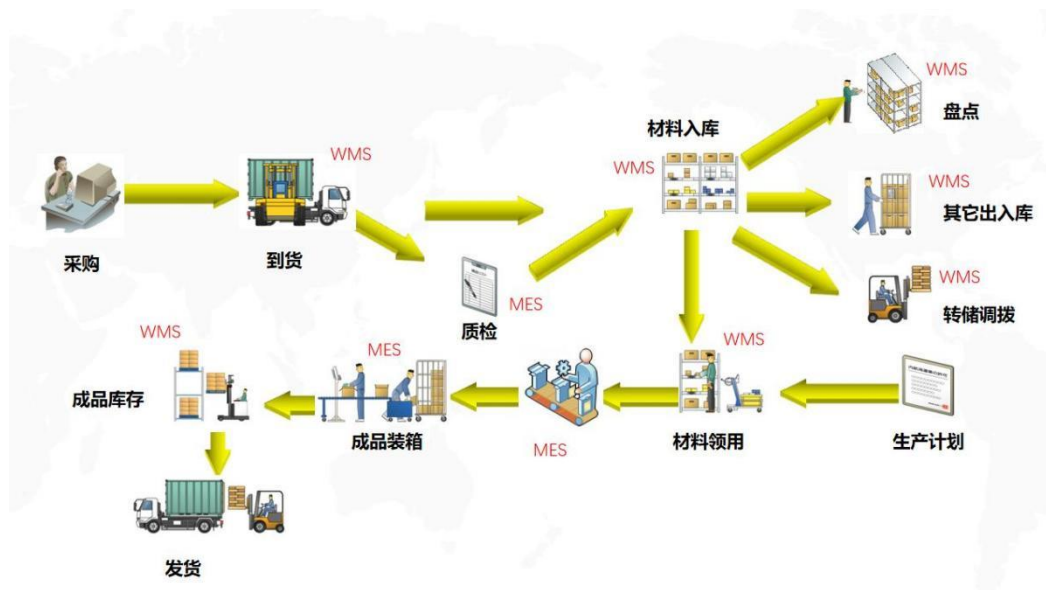 WMS
盘点
材料入库
WMS
WMS
WMS
其它出入库
采购
到货
WMS
转储调拨
质检
MES
WMS
WMS
MES
成品库存
成品装箱
MES
材料领用
生产计划
发货